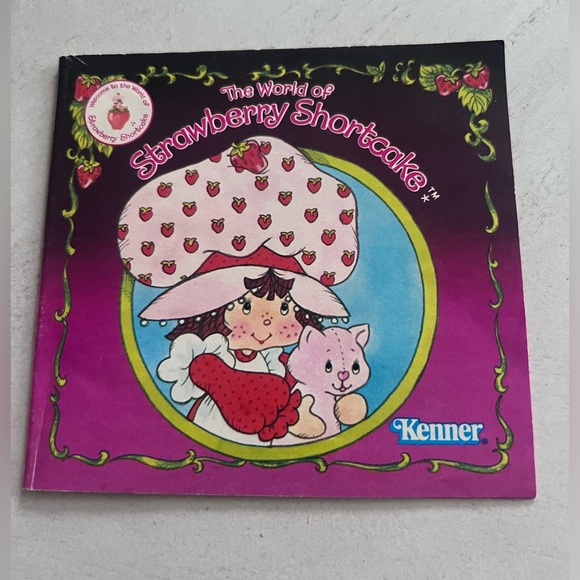 Welcome to the World of
Strawberry Shortcake
The World of
Strawberry Shortcake™*
Kenner®